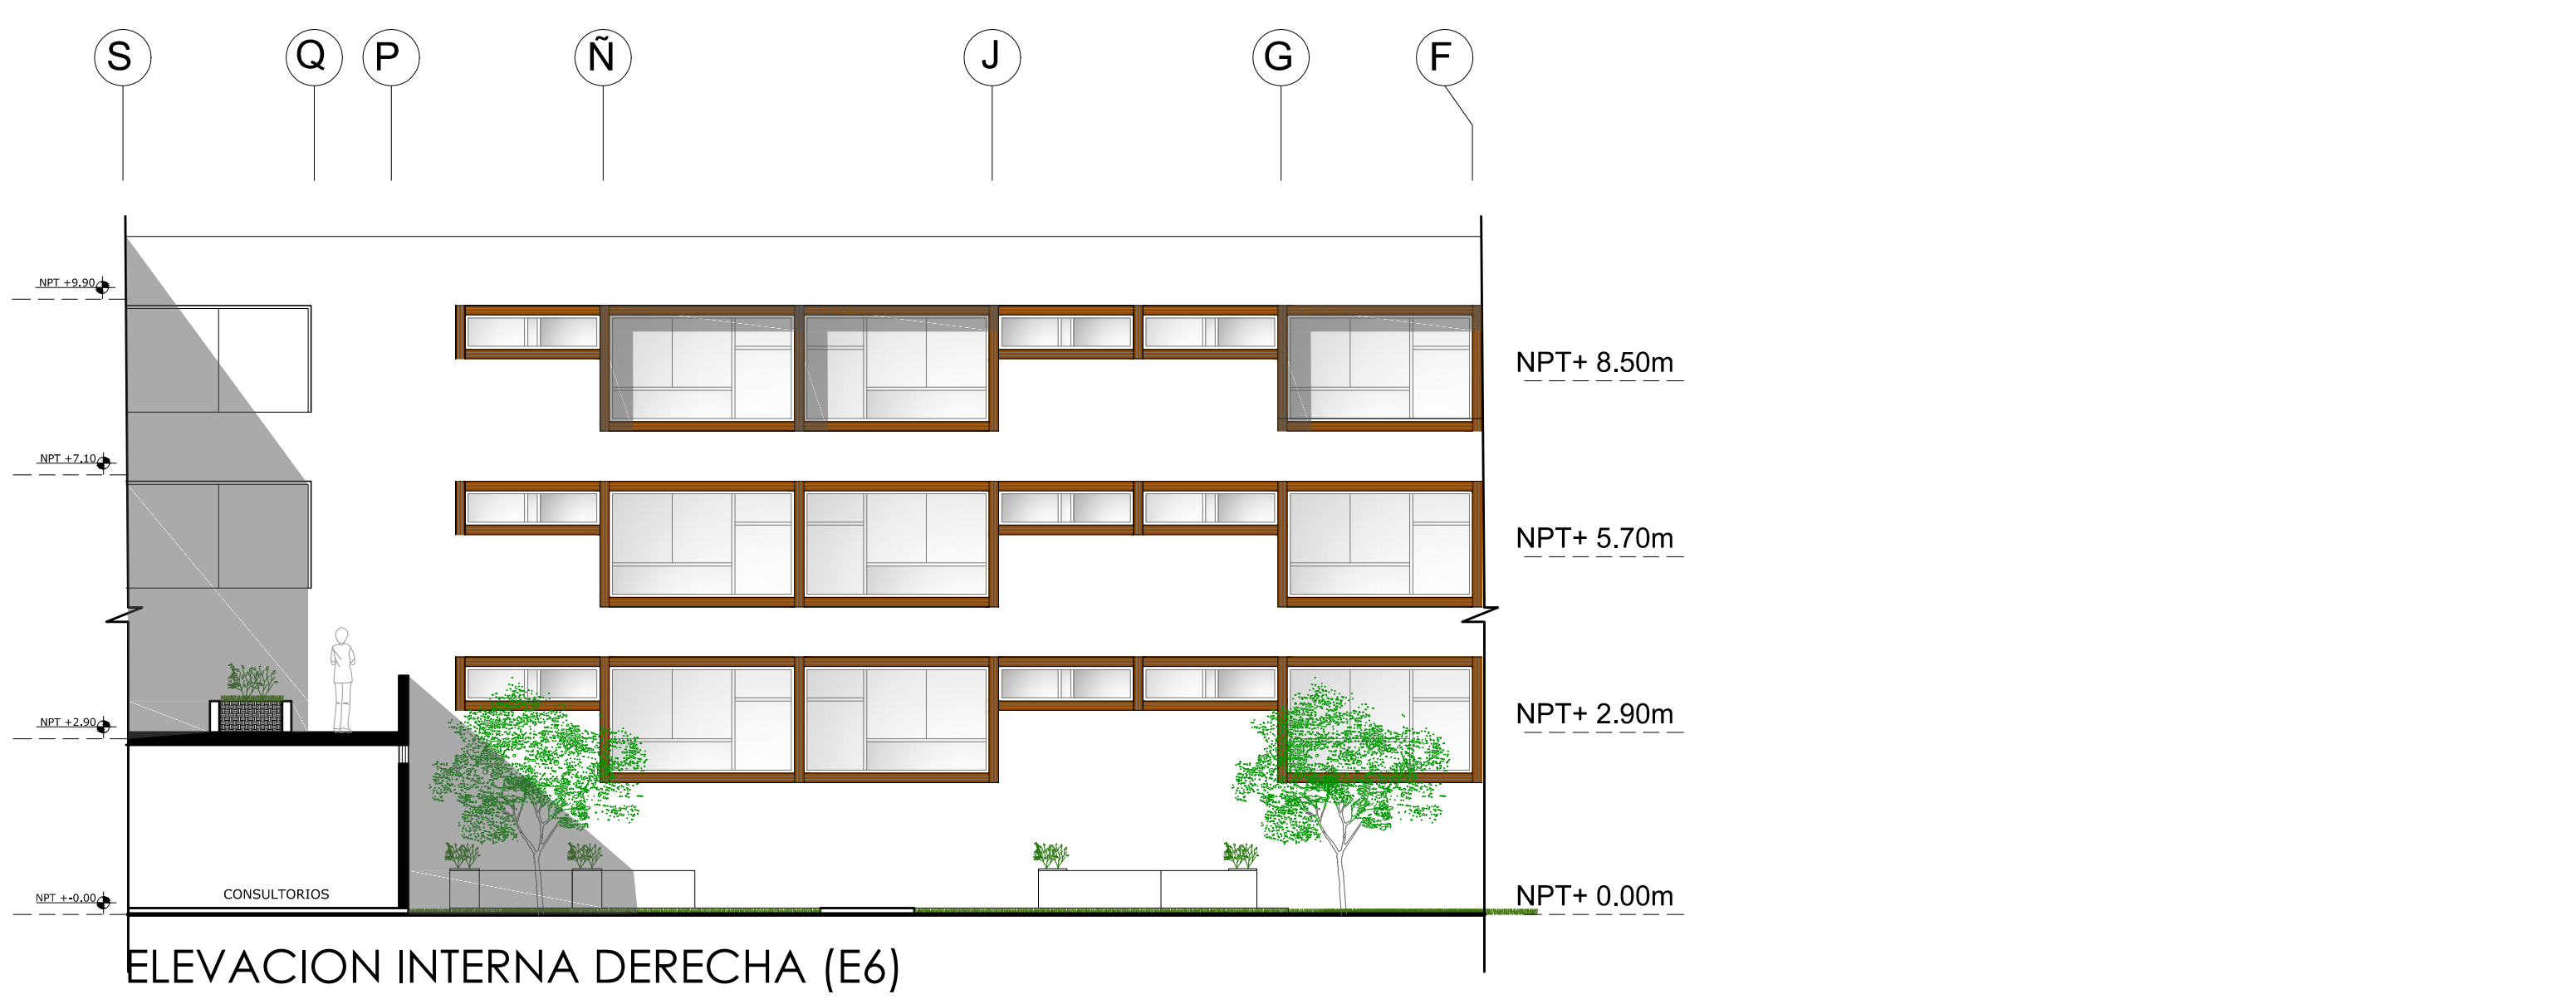 S Q P Ñ J G F
NPT +9.90
NPT+ 8.50m
NPT +7.10
NPT+ 5.70m
NPT+ 2.90m
NPT +2.90
CONSULTORIOS
NPT +-0.00
NPT+ 0.00m
ELEVACION INTERNA DERECHA (E6)